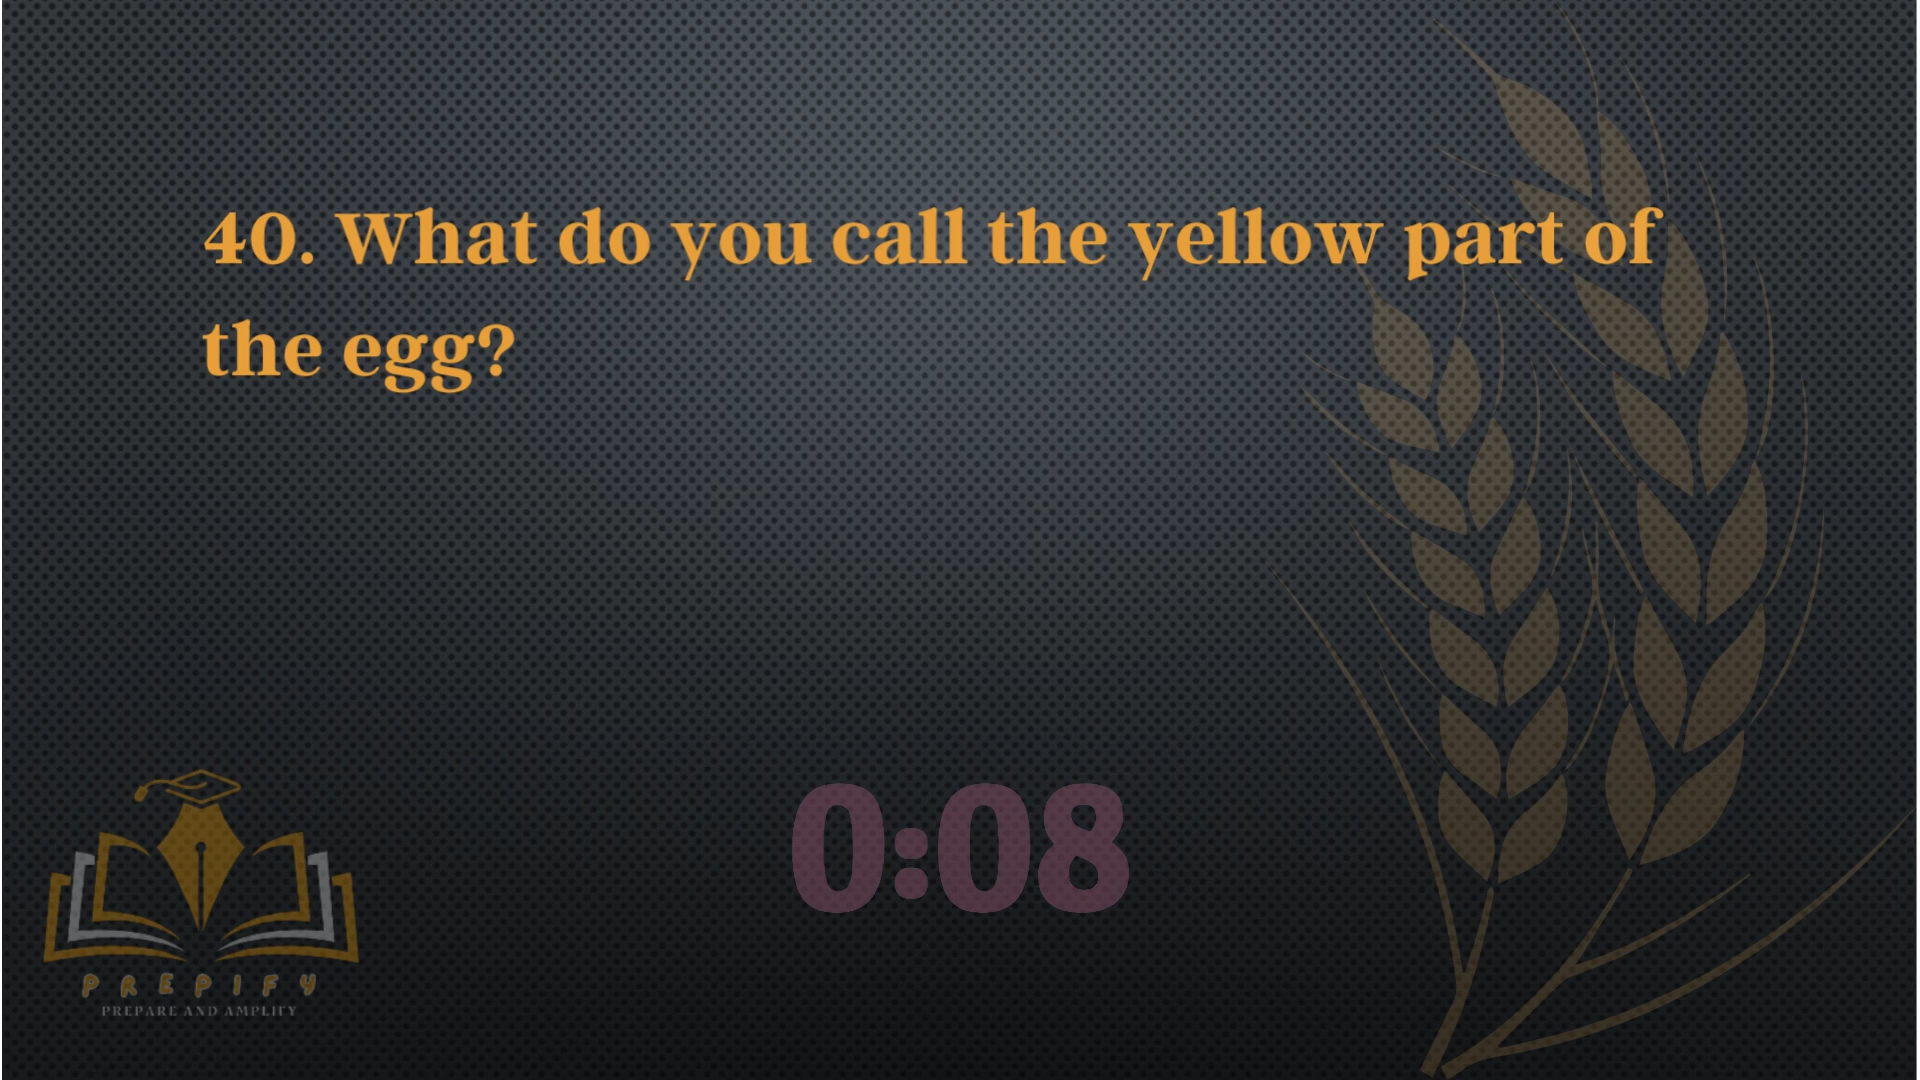 40. What do you call the yellow part of
the egg?
0:08
PREPIFY
PREPARE AND AMPLIFY